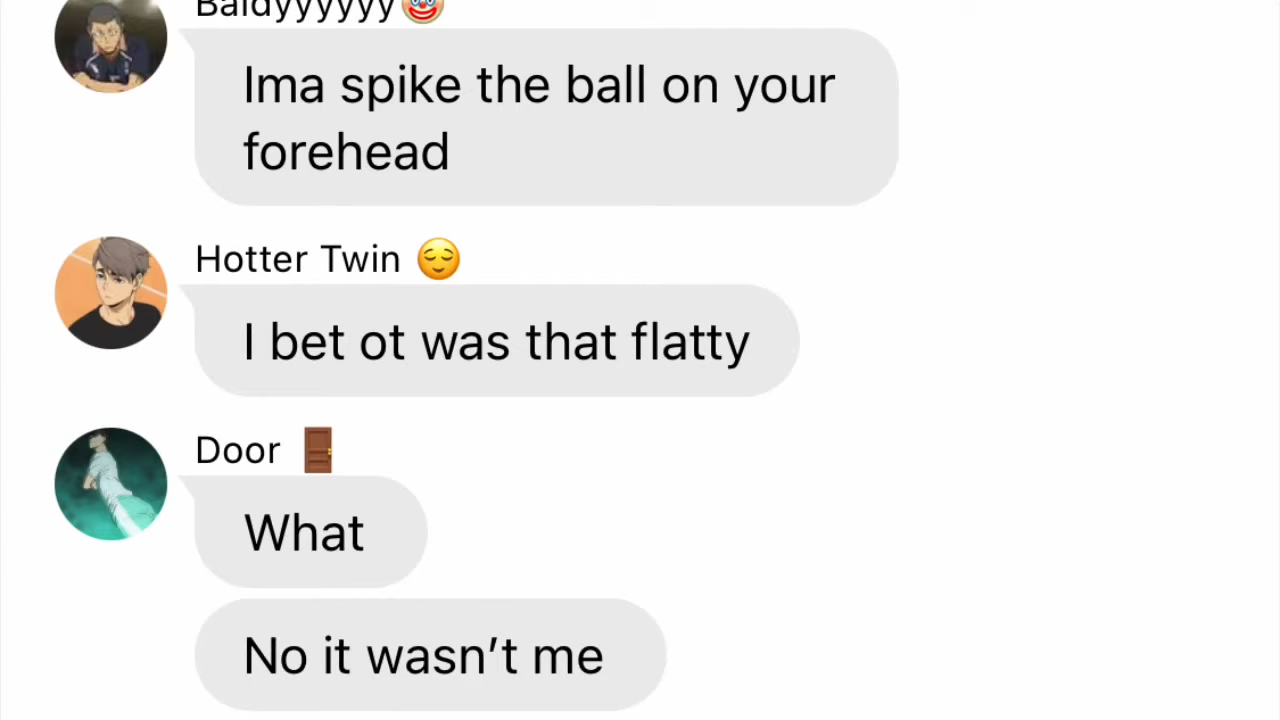 Baldyyyyyy🤡
Ima spike the ball on your
forehead
Hotter Twin 😌
I bet ot was that flatty
Door 🚪
What
No it wasn’t me